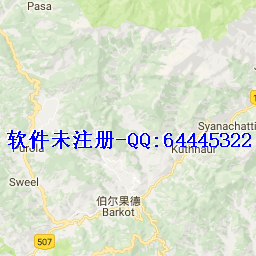 Pasa
Syanachatti
软件未注册-QQ:64445322
Purola
Kuthnaur
Sweel
伯尔果德
Barkot
507